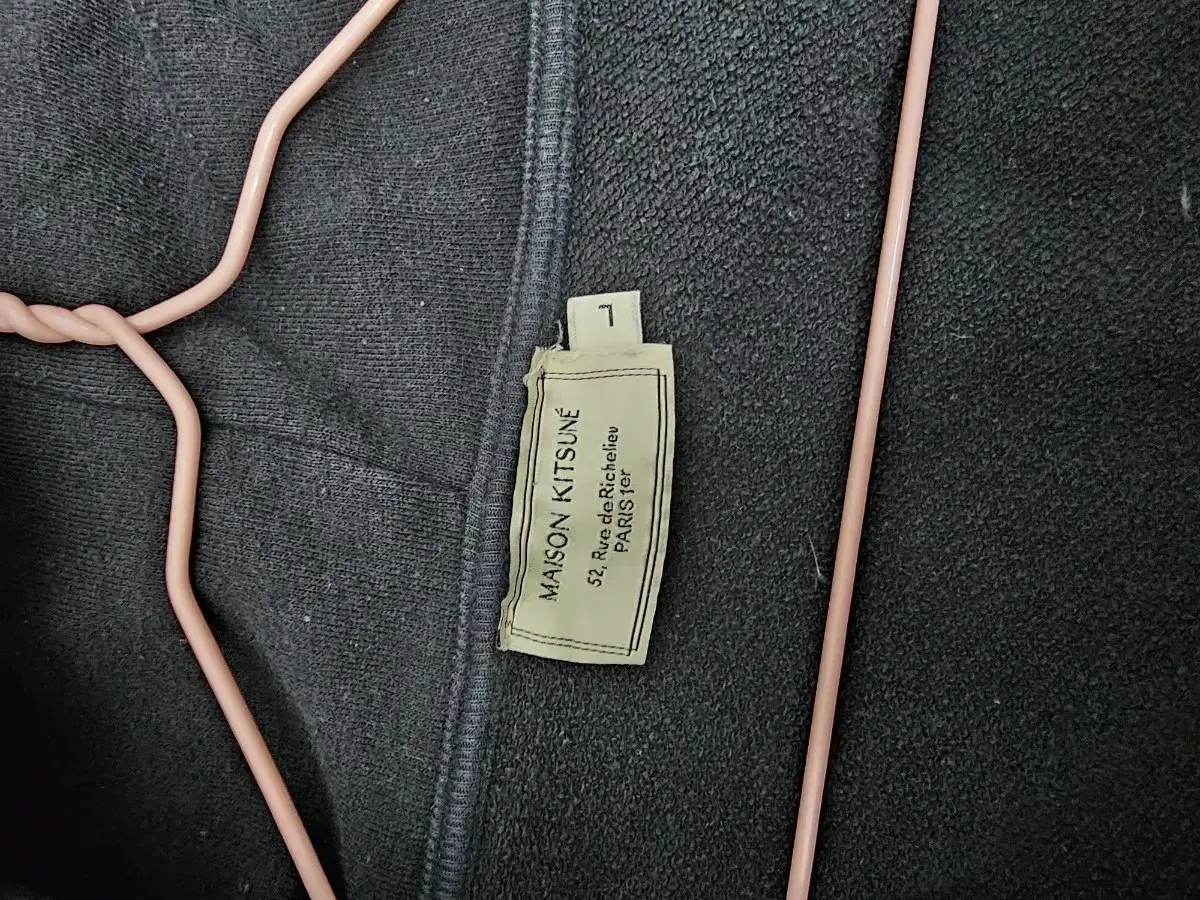 MAISON KITSUNÉ
52, Rue de Richelieu
PARIS 1er
L